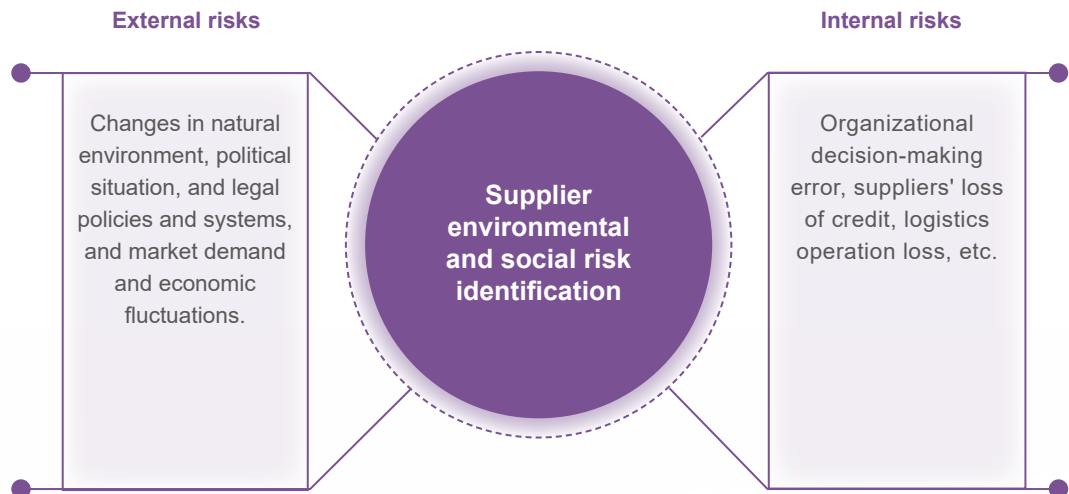 External risks
Changes in natural
environment, political
situation, and legal
policies and systems,
and market demand
and economic
fluctuations.
Supplier
environmental
and social risk
identification
Internal risks
Organizational
decision-making
error, suppliers' loss
of credit, logistics
operation loss, etc.